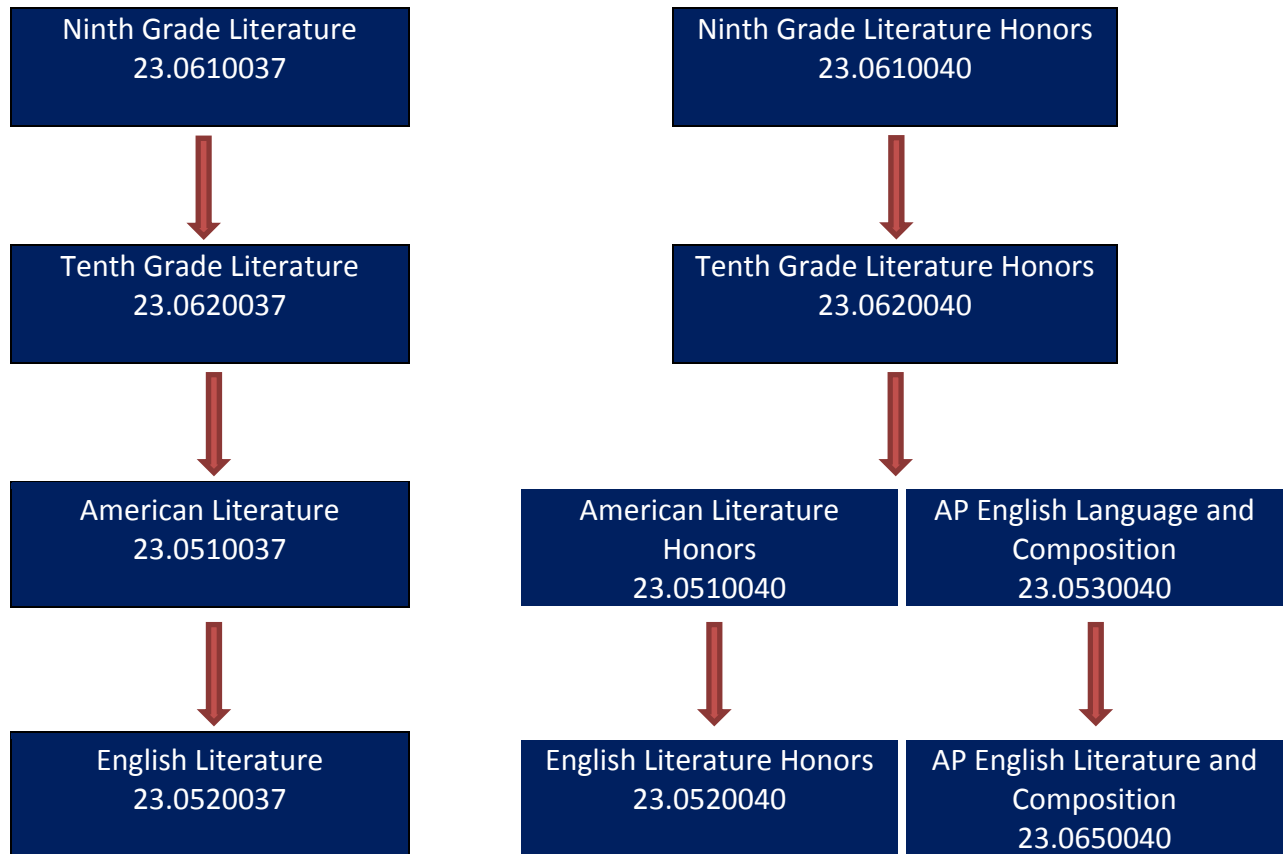 Ninth Grade Literature
23.0610037
Ninth Grade Literature Honors
23.0610040
Tenth Grade Literature
23.0620037
Tenth Grade Literature Honors
23.0620040
American Literature
23.0510037
American Literature
Honors
23.0510040
AP English Language and
Composition
23.0530040
English Literature
23.0520037
English Literature Honors
23.0520040
AP English Literature and
Composition
23.0650040